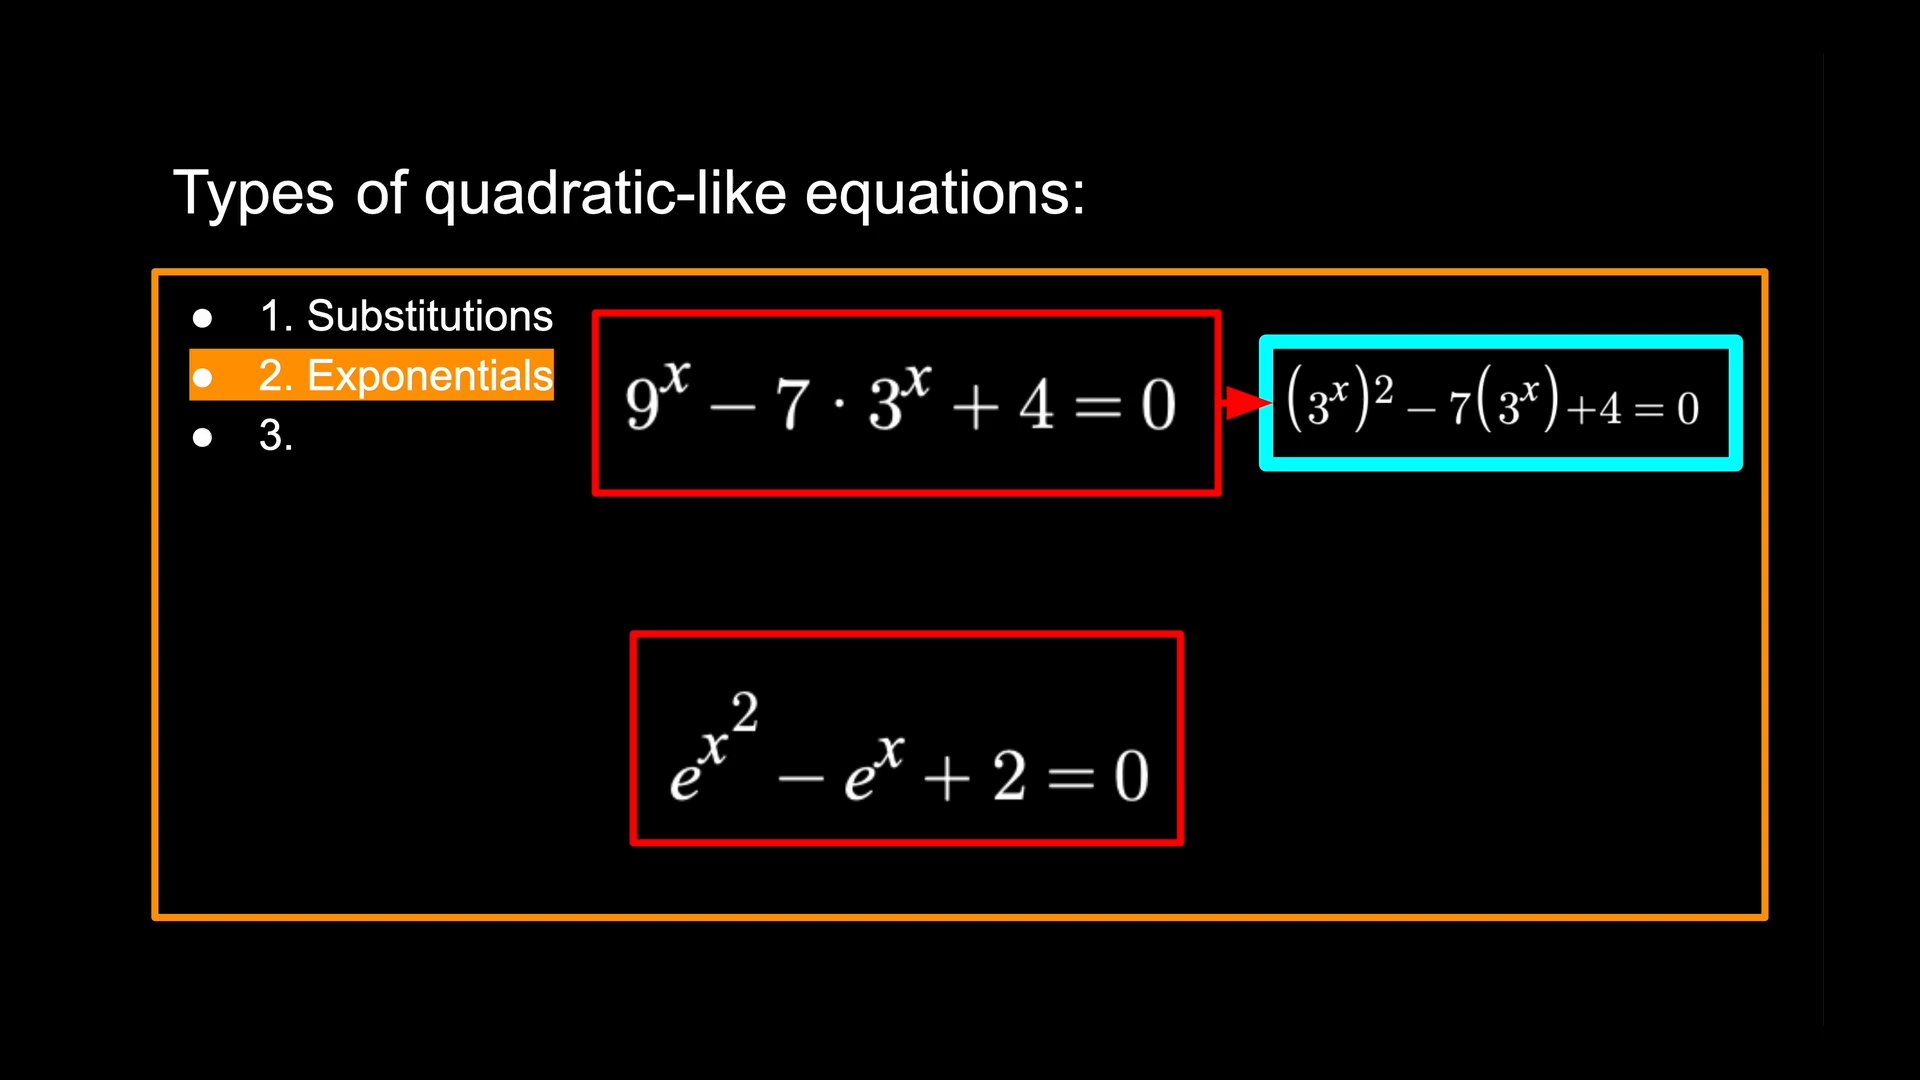 Types of quadratic-like equations:
● 1. Substitutions
● 2. Exponentials
● 3.
9^x − 7 · 3^x + 4 = 0
(3^x)^2 − 7(3^x)+4 = 0
e^{x^2} − e^x + 2 = 0